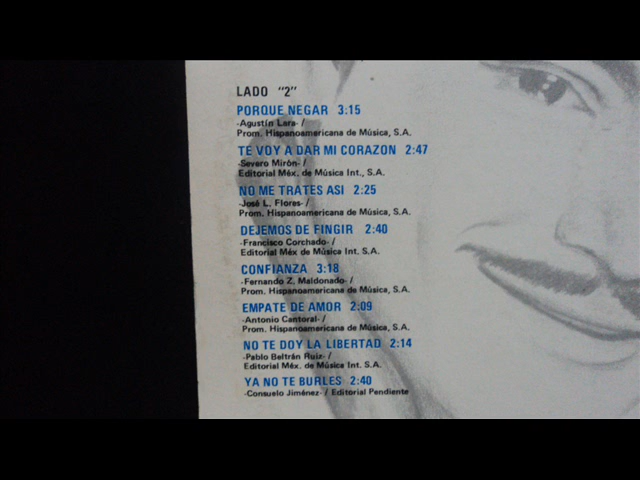 LADO "2"
PORQUE NEGAR 3:15
-Agustín Lara- /
Prom. Hispanoamericana de Música, S.A.
TE VOY A DAR MI CORAZON 2:47
-Severo Mirón- /
Editorial Méx. de Música Int., S.A.
NO ME TRATES ASI 2:25
-José L. Flores- /
Prom. Hispanoamericana de Música, S.A.
DEJEMOS DE FINGIR 2:40
-Francisco Corchado- /
Editorial Méx de Música Int. S.A.
CONFIANZA 3:18
-Fernando Z. Maldonado- /
Prom. Hispanoamericana de Música, S.A.
EMPATE DE AMOR 2:09
-Antonio Cantoral- /
Prom. Hispanoamericana de Música, S.A.
NO TE DOY LA LIBERTAD 2:14
-Pablo Beltrán Ruiz- /
Editorial Méx. de Música Int. S.A.
YA NO TE BURLES 2:40
-Consuelo Jiménez- / Editorial Pendiente